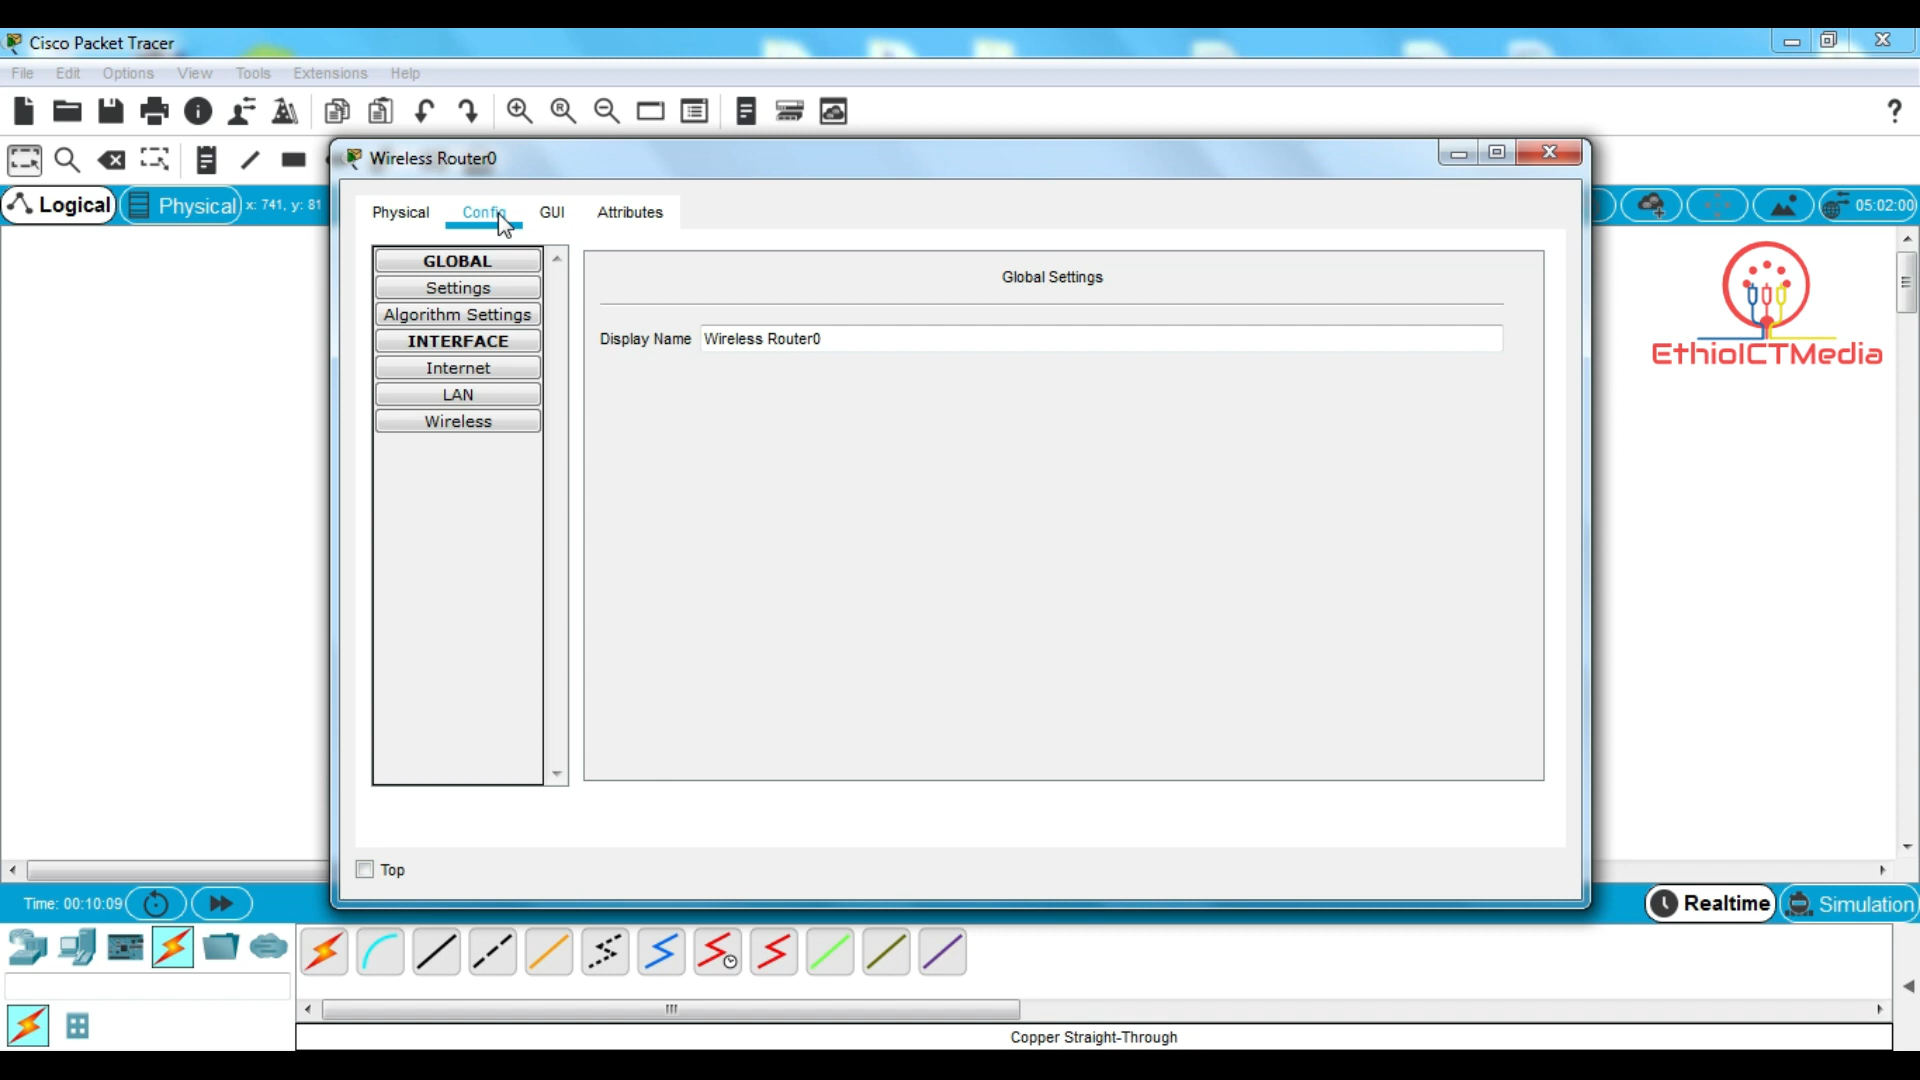 Cisco Packet Tracer
File Edit Options View Tools Extensions Help
Wireless Router0
Logical Physical x: 741, y: 81
05:02:00
Physical Config GUI Attributes
GLOBAL
Settings
Algorithm Settings
INTERFACE
Internet
LAN
Wireless
Global Settings
Display Name Wireless Router0
EthioICTMedia
Top
Time: 00:10:09
Realtime Simulation
Copper Straight-Through